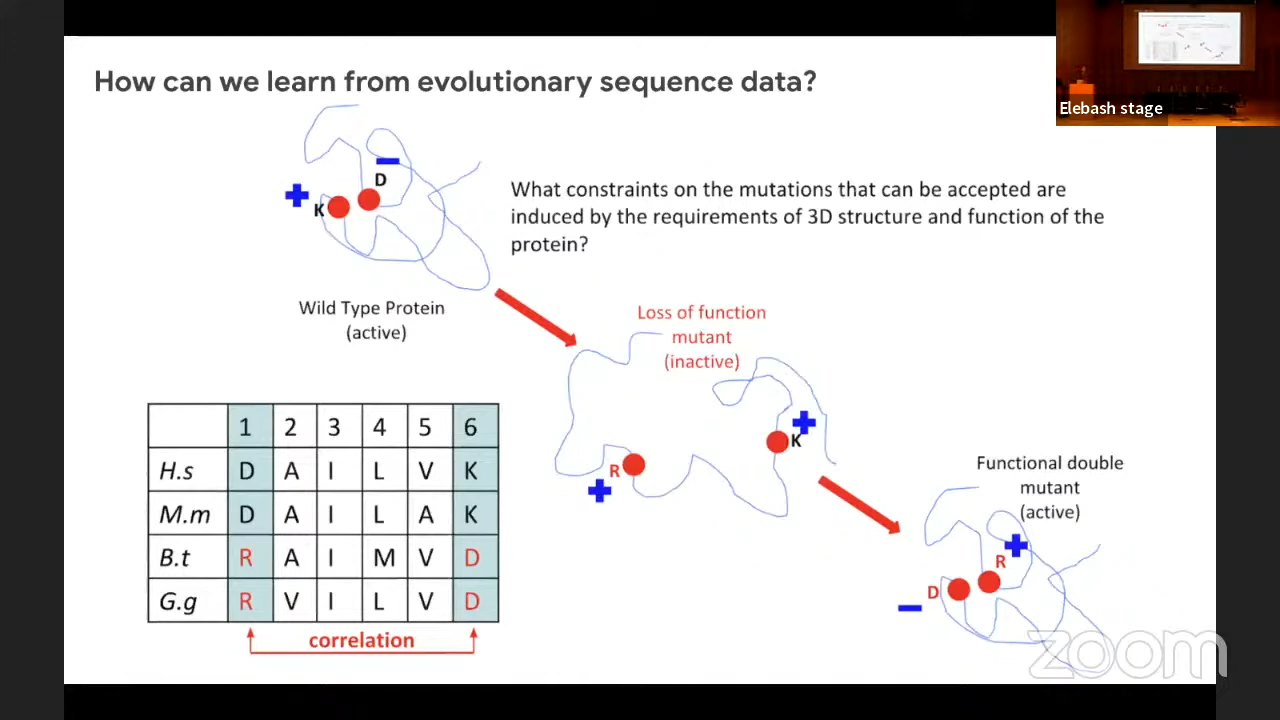 How can we learn from evolutionary sequence data?
Elebash stage
D
K
What constraints on the mutations that can be accepted are
induced by the requirements of 3D structure and function of the
protein?
Wild Type Protein
(active)
Loss of function
mutant
(inactive)
K
R
1 2 3 4 5 6
H.s D A I L V K
M.m D A I L A K
B.t R A I M V D
G.g R V I L V D
correlation
Functional double
mutant
(active)
R
D
zoom